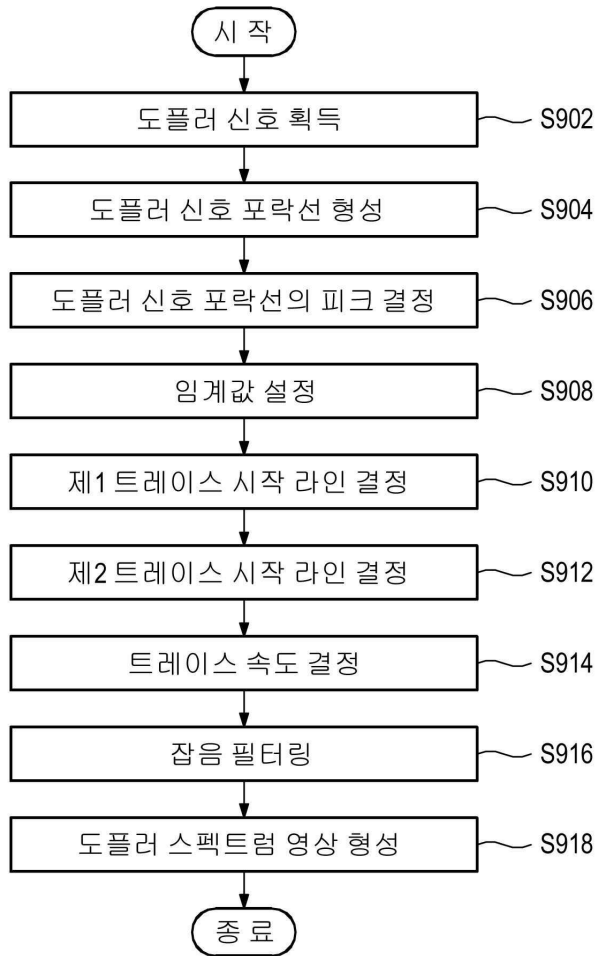 시 작
도플러 신호 획득
S902
도플러 신호 포락선 형성
S904
도플러 신호 포락선의 피크 결정
S906
임계값 설정
S908
제1 트레이스 시작 라인 결정
S910
제2 트레이스 시작 라인 결정
S912
트레이스 속도 결정
S914
잡음 필터링
S916
도플러 스펙트럼 영상 형성
S918
종 료